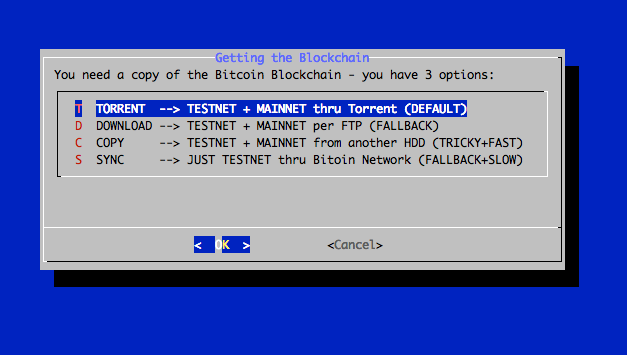 Getting the Blockchain
You need a copy of the Bitcoin Blockchain - you have 3 options:
T TORRENT --> TESTNET + MAINNET thru Torrent (DEFAULT)
D DOWNLOAD --> TESTNET + MAINNET per FTP (FALLBACK)
C COPY --> TESTNET + MAINNET from another HDD (TRICKY+FAST)
S SYNC --> JUST TESTNET thru Bitoin Network (FALLBACK+SLOW)
< OK > <Cancel>